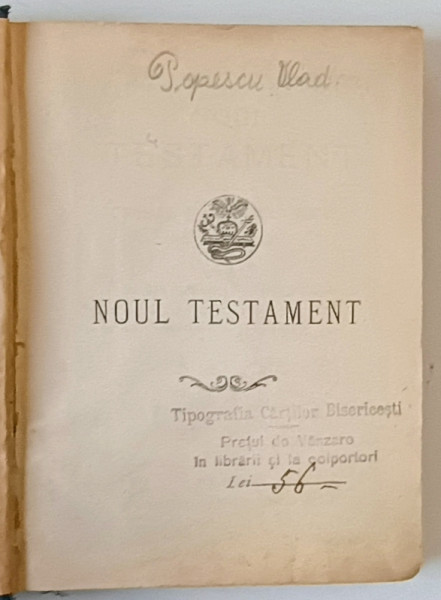 Popescu Vlad
NOUL TESTAMENT
Tipografia Cărților Bisericești
Prețul de Vânzare
în librării și la colportori
Lei 56 -